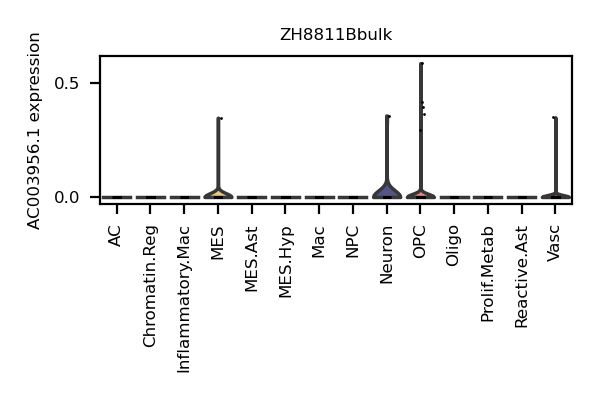 ZH8811Bbulk
AC003956.1 expression
0.5
0.0
AC
Chromatin.Reg
Inflammatory.Mac
MES
MES.Ast
MES.Hyp
Mac
NPC
Neuron
OPC
Oligo
Prolif.Metab
Reactive.Ast
Vasc